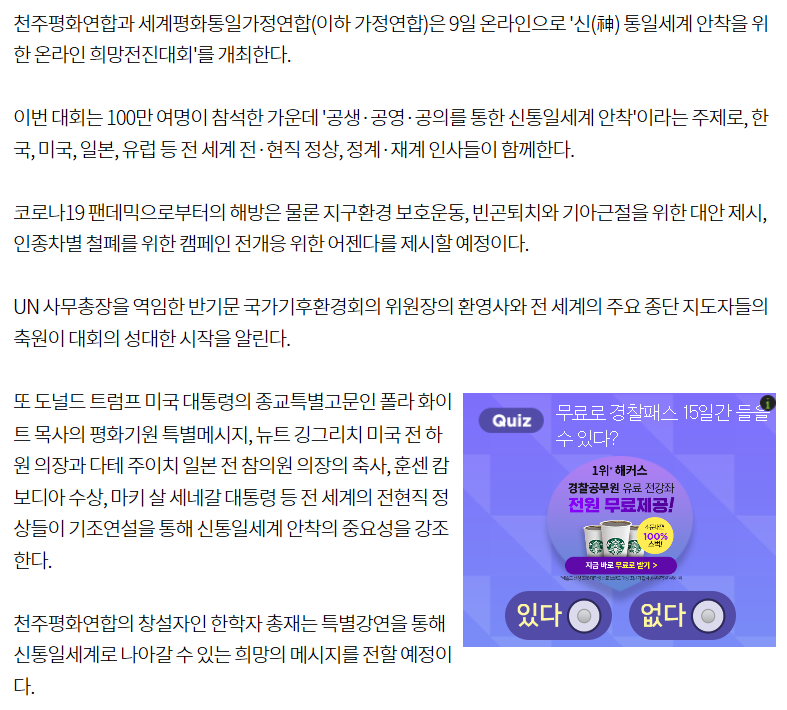 천주평화연합과 세계평화통일가정연합(이하 가정연합)은 9일 온라인으로 '신(神) 통일세계 안착을 위
한 온라인 희망전진대회'를 개최한다.
이번 대회는 100만 여명이 참석한 가운데 '공생·공영·공의를 통한 신통일세계 안착'이라는 주제로, 한
국, 미국, 일본, 유럽 등 전 세계 전·현직 정상, 정계·재계 인사들이 함께한다.
코로나19 팬데믹으로부터의 해방은 물론 지구환경 보호운동, 빈곤퇴치와 기아근절을 위한 대안 제시,
인종차별 철폐를 위한 캠페인 전개응 위한 어젠다를 제시할 예정이다.
UN 사무총장을 역임한 반기문 국가기후환경회의 위원장의 환영사와 전 세계의 주요 종단 지도자들의
축원이 대회의 성대한 시작을 알린다.
또 도널드 트럼프 미국 대통령의 종교특별고문인 폴라 화이
트 목사의 평화기원 특별메시지, 뉴트 깅그리치 미국 전 하
원 의장과 다테 주이치 일본 전 참의원 의장의 축사, 훈센 캄
보디아 수상, 마키 살 세네갈 대통령 등 전 세계의 전현직 정
상들이 기조연설을 통해 신통일세계 안착의 중요성을 강조
한다.
천주평화연합의 창설자인 한학자 총재는 특별강연을 통해
신통일세계로 나아갈 수 있는 희망의 메시지를 전할 예정이
다.
Quiz
무료로 경찰패스 15일간 들을
수 있다?
1위* 해커스
경찰공무원 유료 전강좌
전원 무료제공!
100%
지금 바로 무료로 받기 >
있다
없다